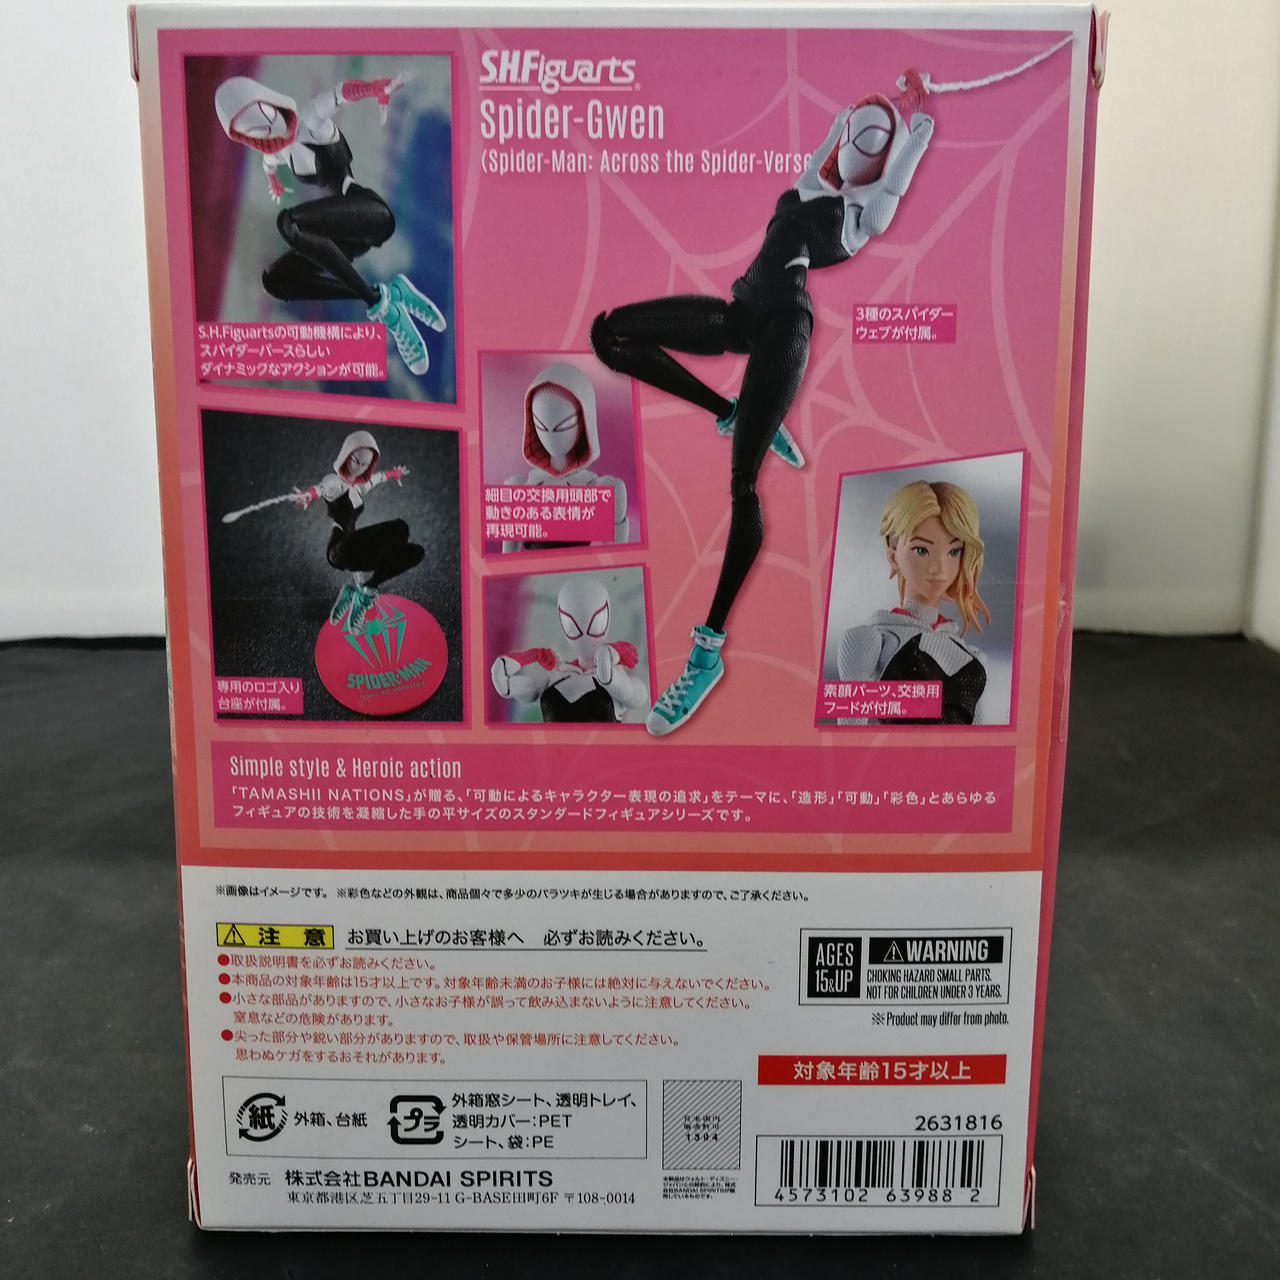 S.H.Figuarts
Spider-Gwen
(Spider-Man: Across the Spider-Verse
S.H.Figuartsの可動機構により、
スパイダーバースらしい
ダイナミックなアクションが可能。
3種のスパイダー
ウェブが付属。
細目の交換用頭部で
動きのある表情が
再現可能。
SPIDER-MAN
専用のロゴ入り
台座が付属。
素顔パーツ、交換用
フードが付属。
Simple style & Heroic action
「TAMASHII NATIONS」が贈る、「可動によるキャラクター表現の追求」をテーマに、「造形」「可動」「彩色」とあらゆる
フィギュアの技術を凝縮した手の平サイズのスタンダードフィギュアシリーズです。
※画像はイメージです。 ※彩色などの外観は、商品個々で多少のバラツキが生じる場合がありますので、ご了承ください。
注 意 お買い上げのお客様へ 必ずお読みください。
●取扱説明書を必ずお読みください。
●本商品の対象年齢は15才以上です。対象年齢未満のお子様には絶対に与えないでください。
●小さな部品がありますので、小さなお子様が誤って飲み込まないように注意してください。
窒息などの危険があります。
●尖った部分や鋭い部分がありますので、取扱や保管場所に注意してください。
思わぬケガをするおそれがあります。
AGES
15&UP
WARNING
CHOKING HAZARD SMALL PARTS.
NOT FOR CHILDREN UNDER 3 YEARS.
※Product may differ from photo.
対象年齢15才以上
紙 外箱、台紙
プラ 外箱窓シート、透明トレイ、
透明カバー:PET
シート、袋:PE
日本国内
販売許可
1304
2631816
4573102 63988 2
発売元 株式会社BANDAI SPIRITS
東京都港区芝五丁目29-11 G-BASE田町6F 〒108-0014